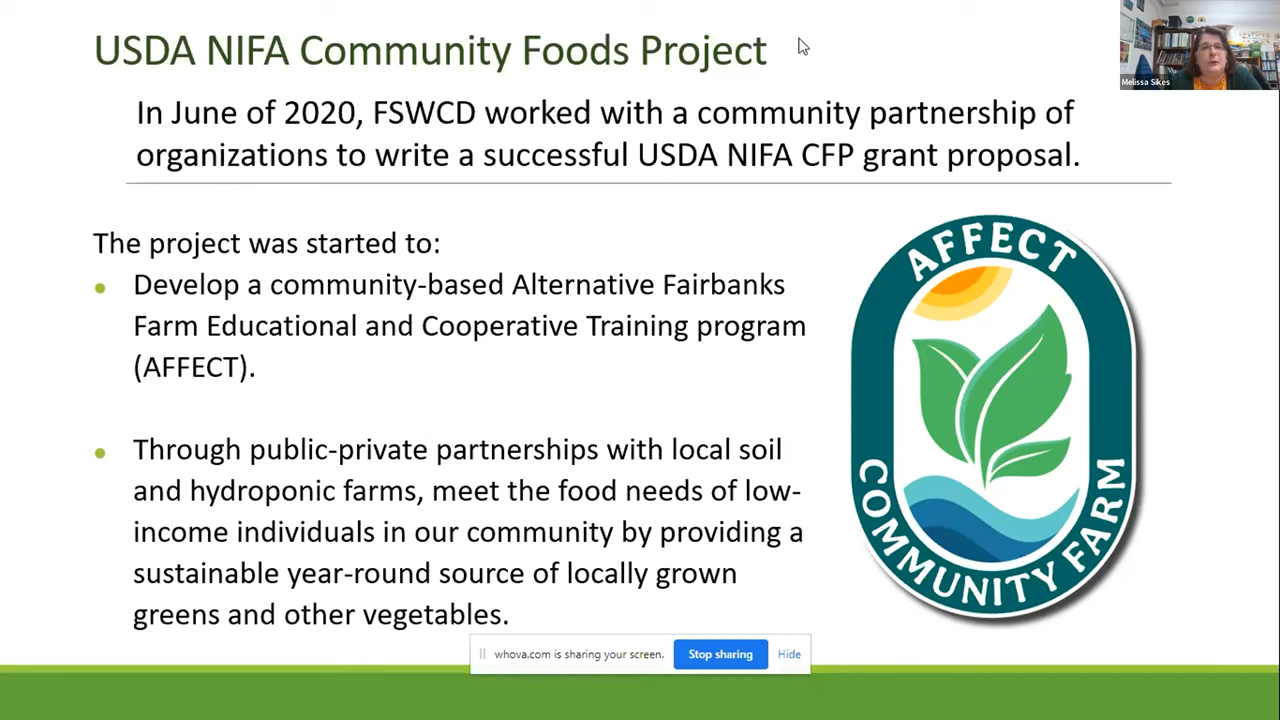 USDA NIFA Community Foods Project
Melissa Sikes
In June of 2020, FSWCD worked with a community partnership of
organizations to write a successful USDA NIFA CFP grant proposal.
The project was started to:
Develop a community-based Alternative Fairbanks
Farm Educational and Cooperative Training program
(AFFECT).
Through public-private partnerships with local soil
and hydroponic farms, meet the food needs of low-
income individuals in our community by providing a
sustainable year-round source of locally grown
greens and other vegetables.
AFFECT
COMMUNITY FARM
whova.com is sharing your screen.
Stop sharing
Hide